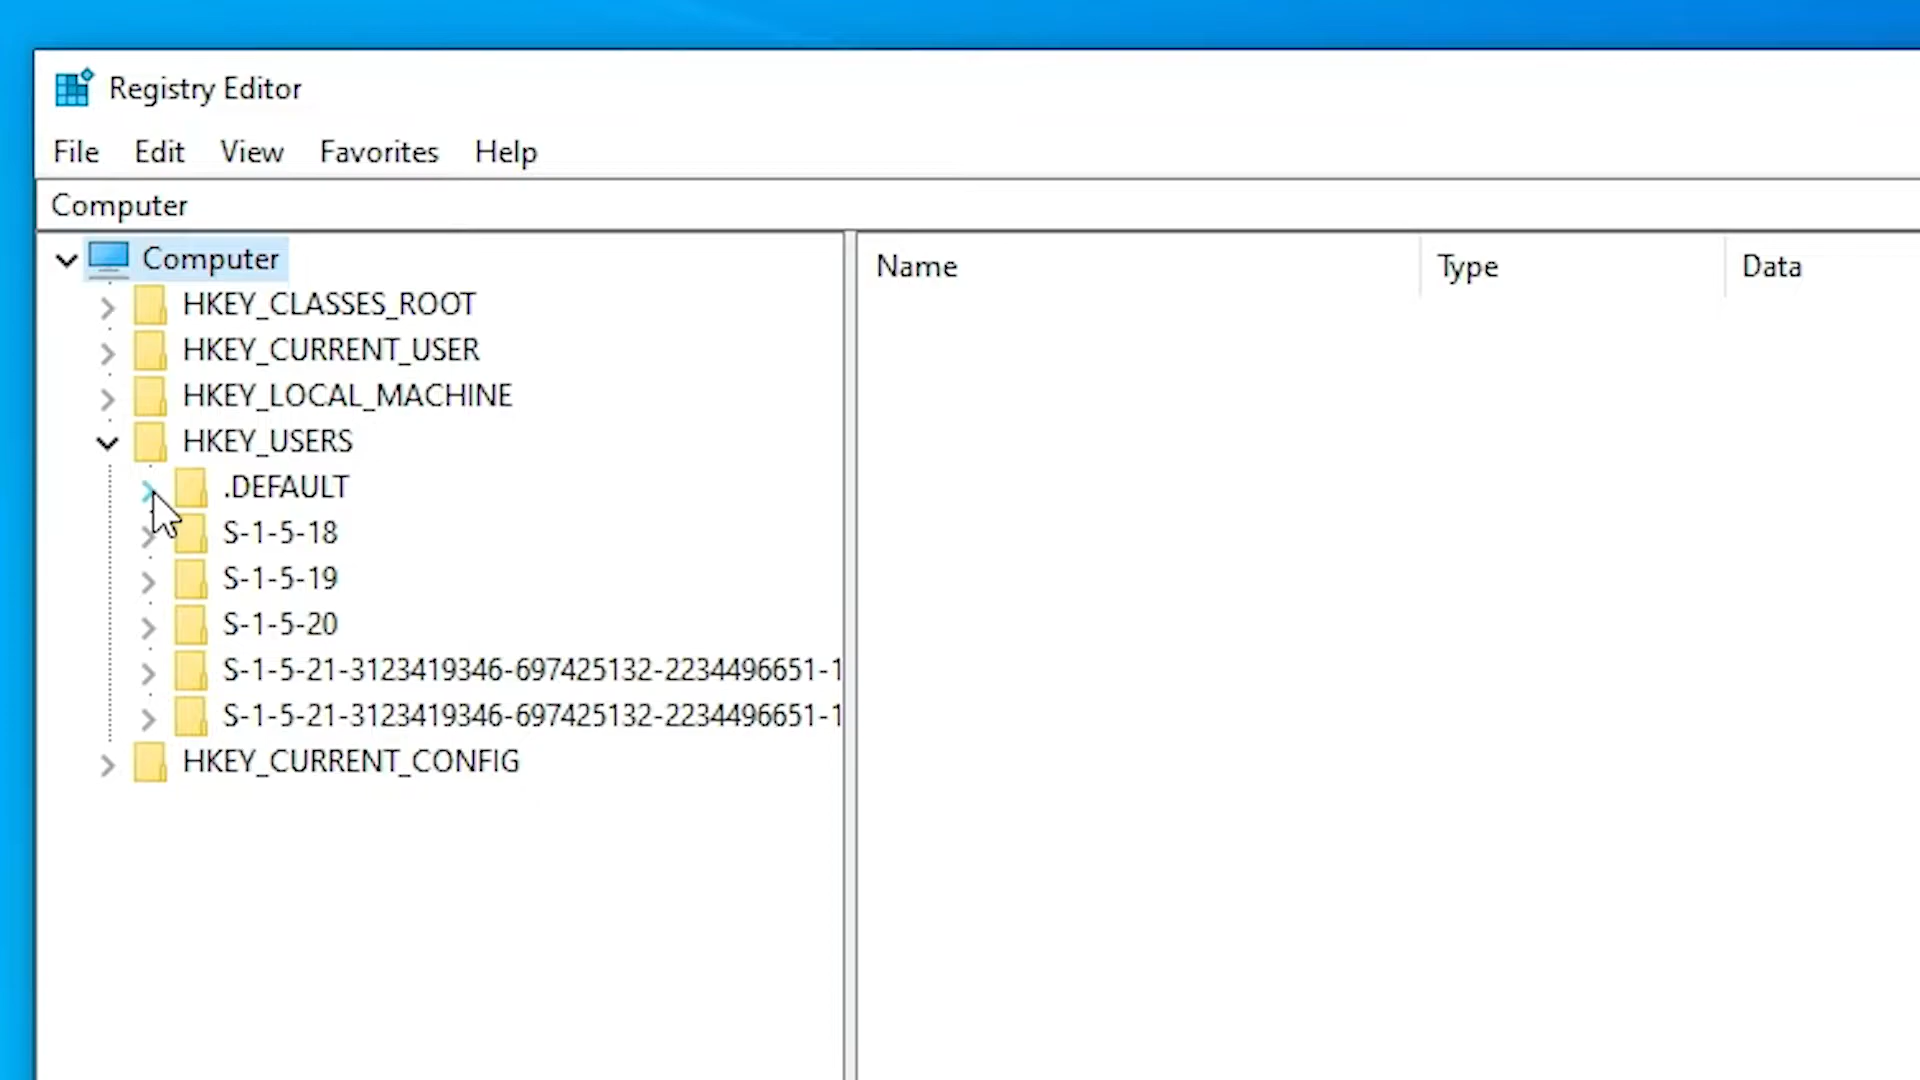 Registry Editor
File Edit View Favorites Help
Computer
Computer
HKEY_CLASSES_ROOT
HKEY_CURRENT_USER
HKEY_LOCAL_MACHINE
HKEY_USERS
.DEFAULT
S-1-5-18
S-1-5-19
S-1-5-20
S-1-5-21-3123419346-697425132-2234496651-1
S-1-5-21-3123419346-697425132-2234496651-1
HKEY_CURRENT_CONFIG
Name Type Data